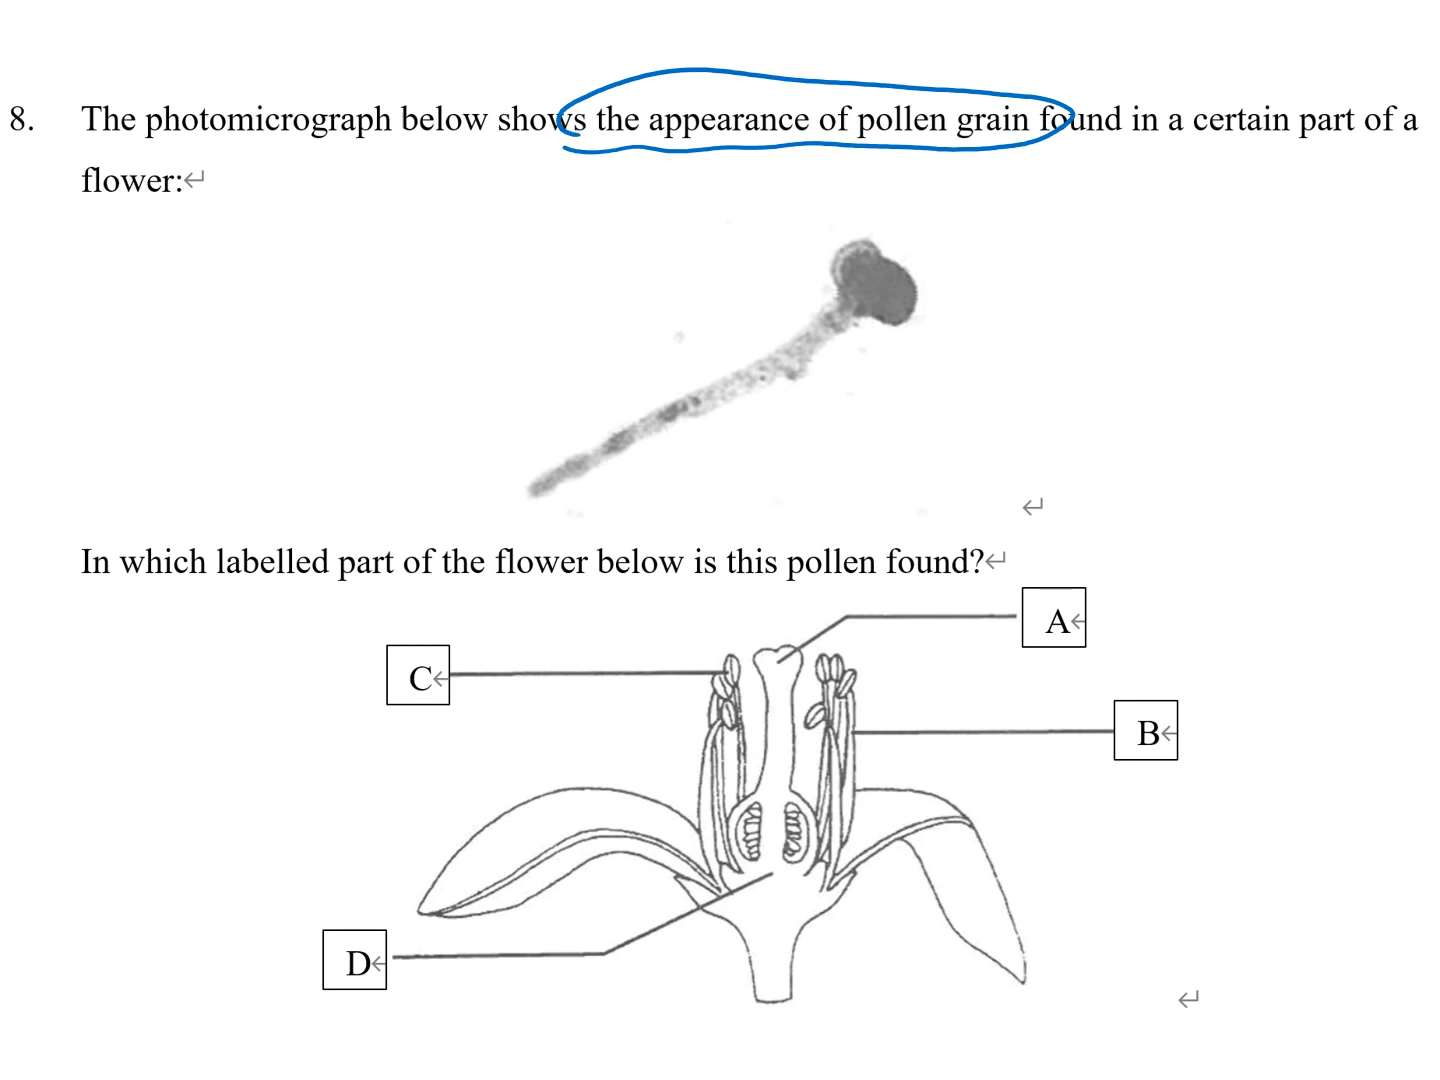 8. The photomicrograph below shows the appearance of pollen grain found in a certain part of a
flower:↵
↵
In which labelled part of the flower below is this pollen found?↵
A←
C←
B←
D←
↵